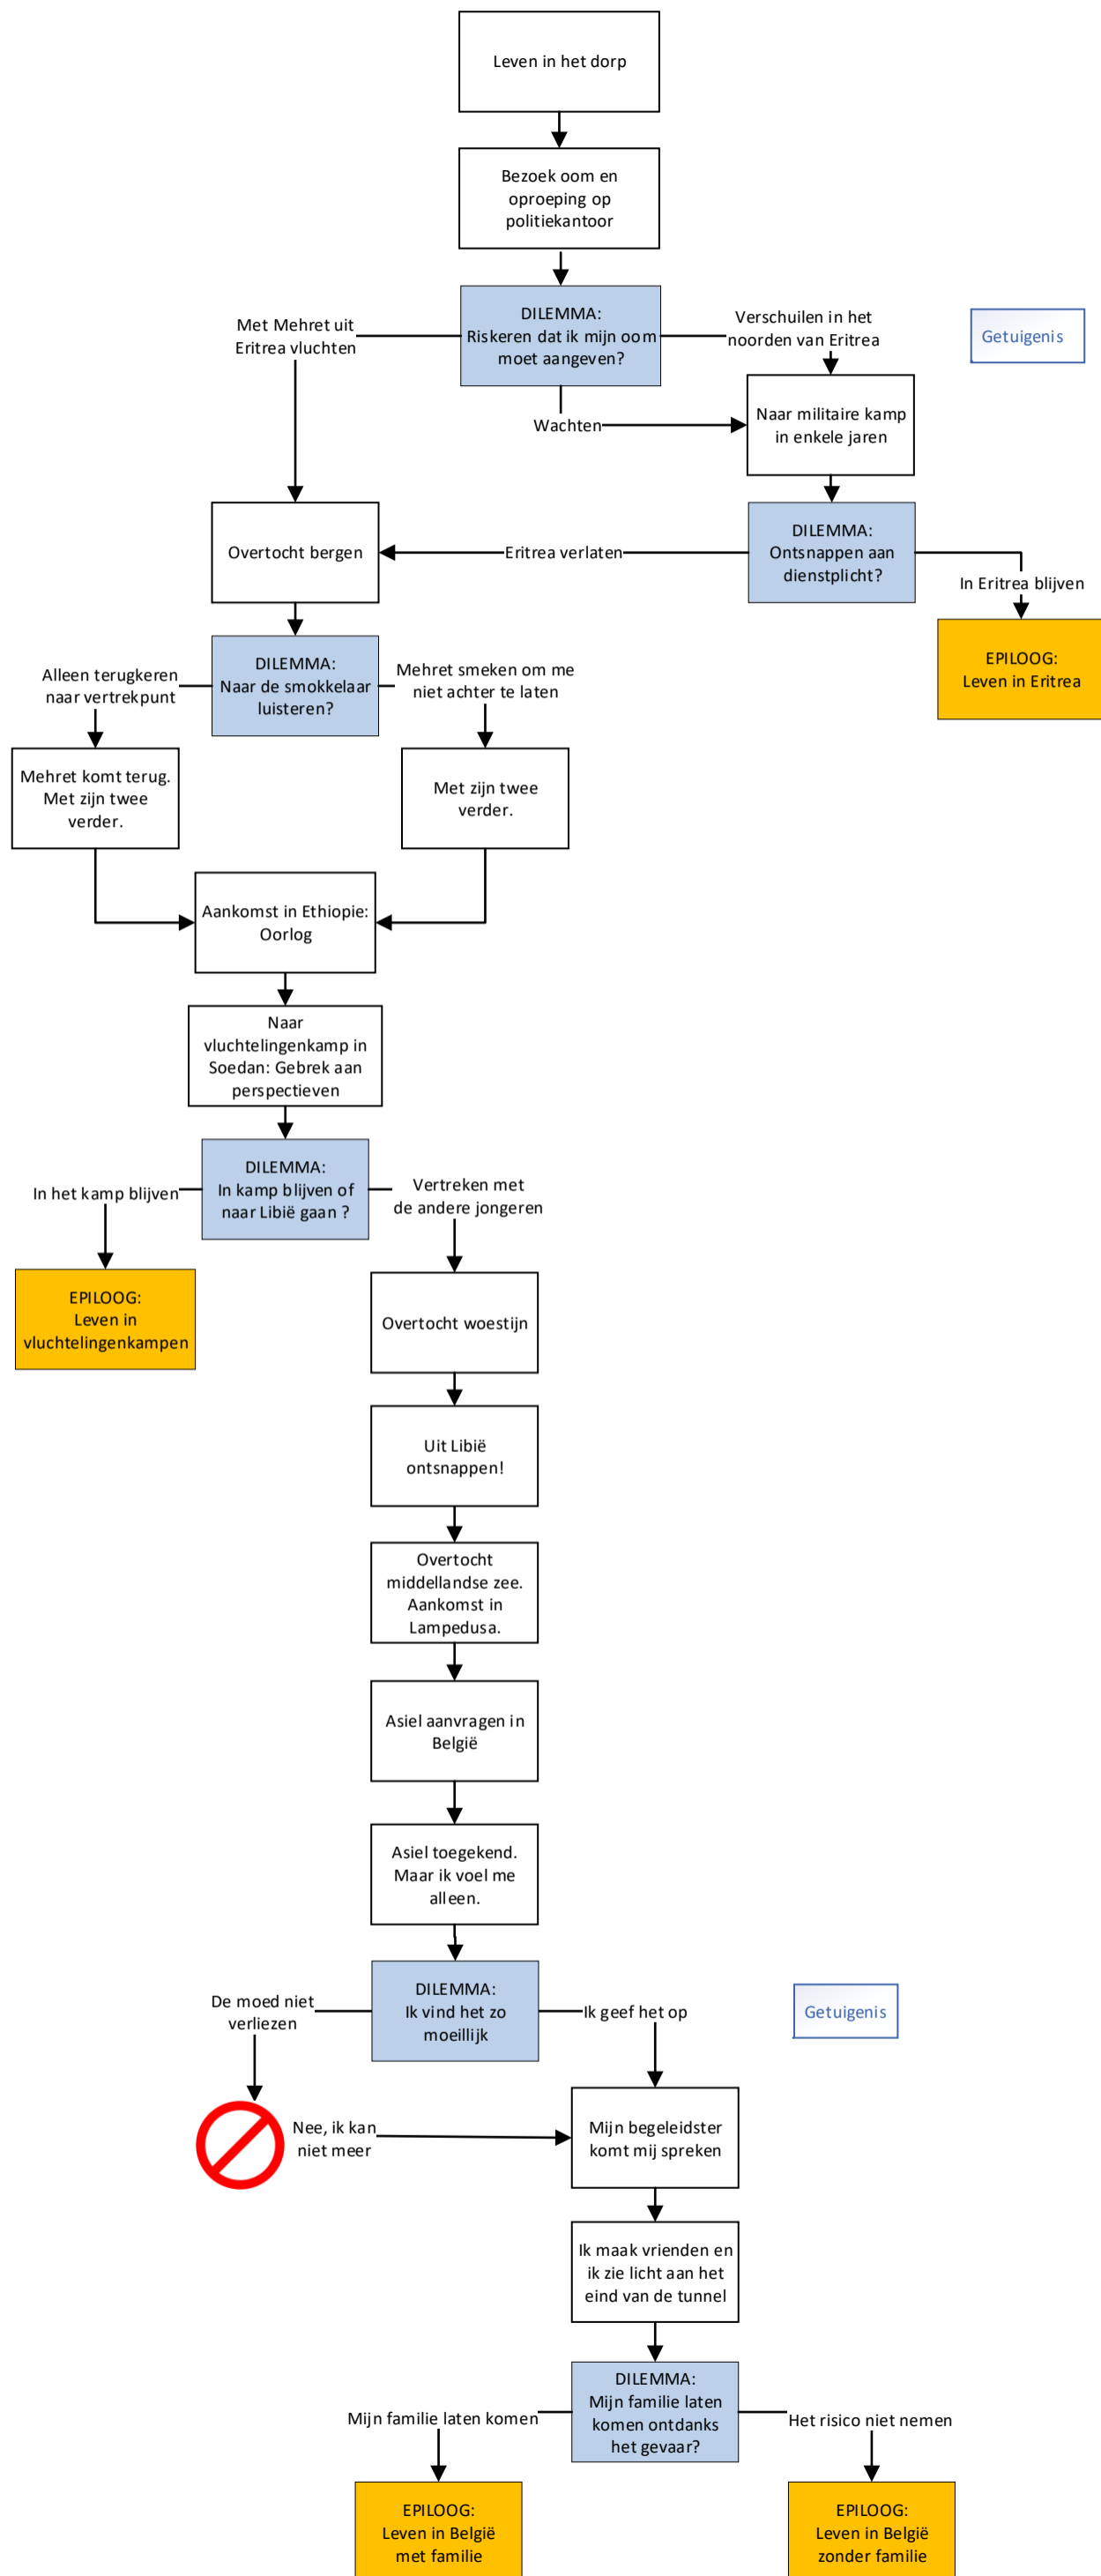 Leven in het dorp
Bezoek oom en
oproeping op
politiekantoor
DILEMMA:
Riskeren dat ik mijn oom
moet aangeven?
Met Mehret uit
Eritrea vluchten
Verschuilen in het
noorden van Eritrea
Getuigenis
Wachten
Naar militaire kamp
in enkele jaren
Overtocht bergen
Eritrea verlaten
DILEMMA:
Ontsnappen aan
dienstplicht?
In Eritrea blijven
EPILOOG:
Leven in Eritrea
DILEMMA:
Naar de smokkelaar
luisteren?
Alleen terugkeren
naar vertrekpunt
Mehret smeken om me
niet achter te laten
Mehret komt terug.
Met zijn twee
verder.
Met zijn twee
verder.
Aankomst in Ethiopie:
Oorlog
Naar
vluchtelingenkamp in
Soedan: Gebrek aan
perspectieven
DILEMMA:
In kamp blijven of
naar Libië gaan ?
In het kamp blijven
Vertreken met
de andere jongeren
EPILOOG:
Leven in
vluchtelingenkampen
Overtocht woestijn
Uit Libië
ontsnappen!
Overtocht
middellandse zee.
Aankomst in
Lampedusa.
Asiel aanvragen in
België
Asiel toegekend.
Maar ik voel me
alleen.
DILEMMA:
Ik vind het zo
moeillijk
De moed niet
verliezen
Ik geef het op
Getuigenis
Nee, ik kan
niet meer
Mijn begeleidster
komt mij spreken
Ik maak vrienden en
ik zie licht aan het
eind van de tunnel
DILEMMA:
Mijn familie laten
komen ontdanks
het gevaar?
Mijn familie laten komen
Het risico niet nemen
EPILOOG:
Leven in België
met familie
EPILOOG:
Leven in België
zonder familie